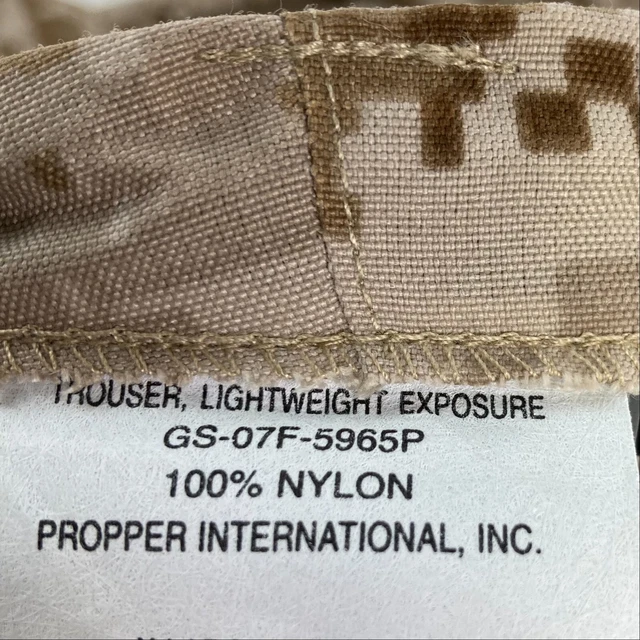 TROUSER, LIGHTWEIGHT EXPOSURE
GS-07F-5965P
100% NYLON
PROPPER INTERNATIONAL, INC.